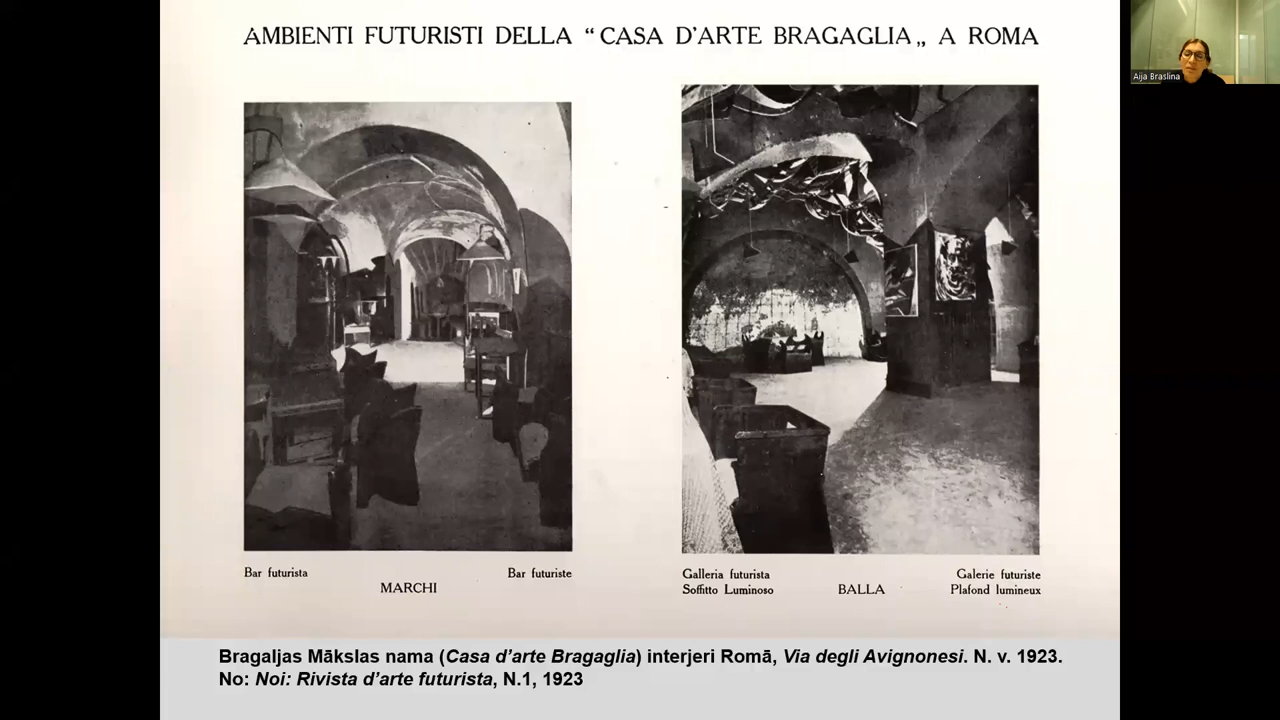 AMBIENTI FUTURISTI DELLA “ CASA D’ARTE BRAGAGLIA „ A ROMA
Aija Braslina
Bar futurista
Bar futuriste
MARCHI
Galleria futurista
Soffitto Luminoso
BALLA
Galerie futuriste
Plafond lumineux
Bragaljas Mākslas nama (Casa d’arte Bragaglia) interjeri Romā, Via degli Avignonesi. N. v. 1923.
No: Noi: Rivista d’arte futurista, N.1, 1923